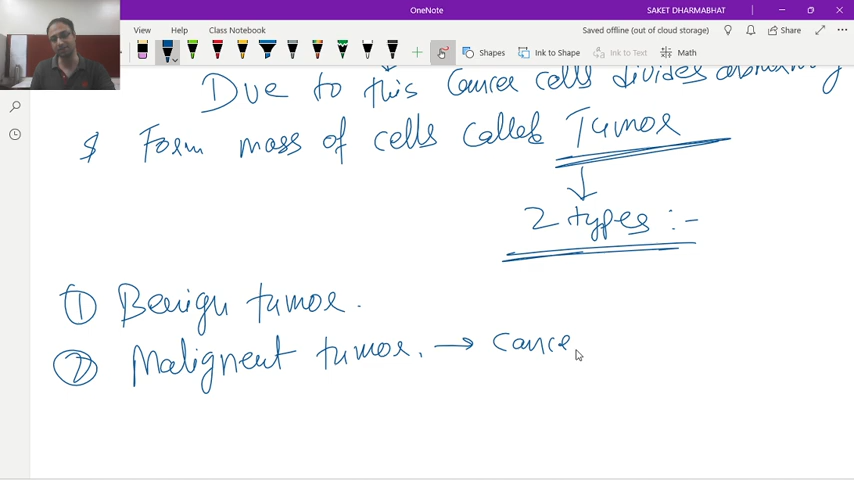 OneNote
SAKET DHARMABHAT
View Help Class Notebook
Saved offline (out of cloud storage) Share
Shapes Ink to Shape Ink to Text Math
Due to this Cancer cells divides
& Form mass of cells called Tumor
2 types :-
① Benign tumor.
② Malignent tumor. → cance